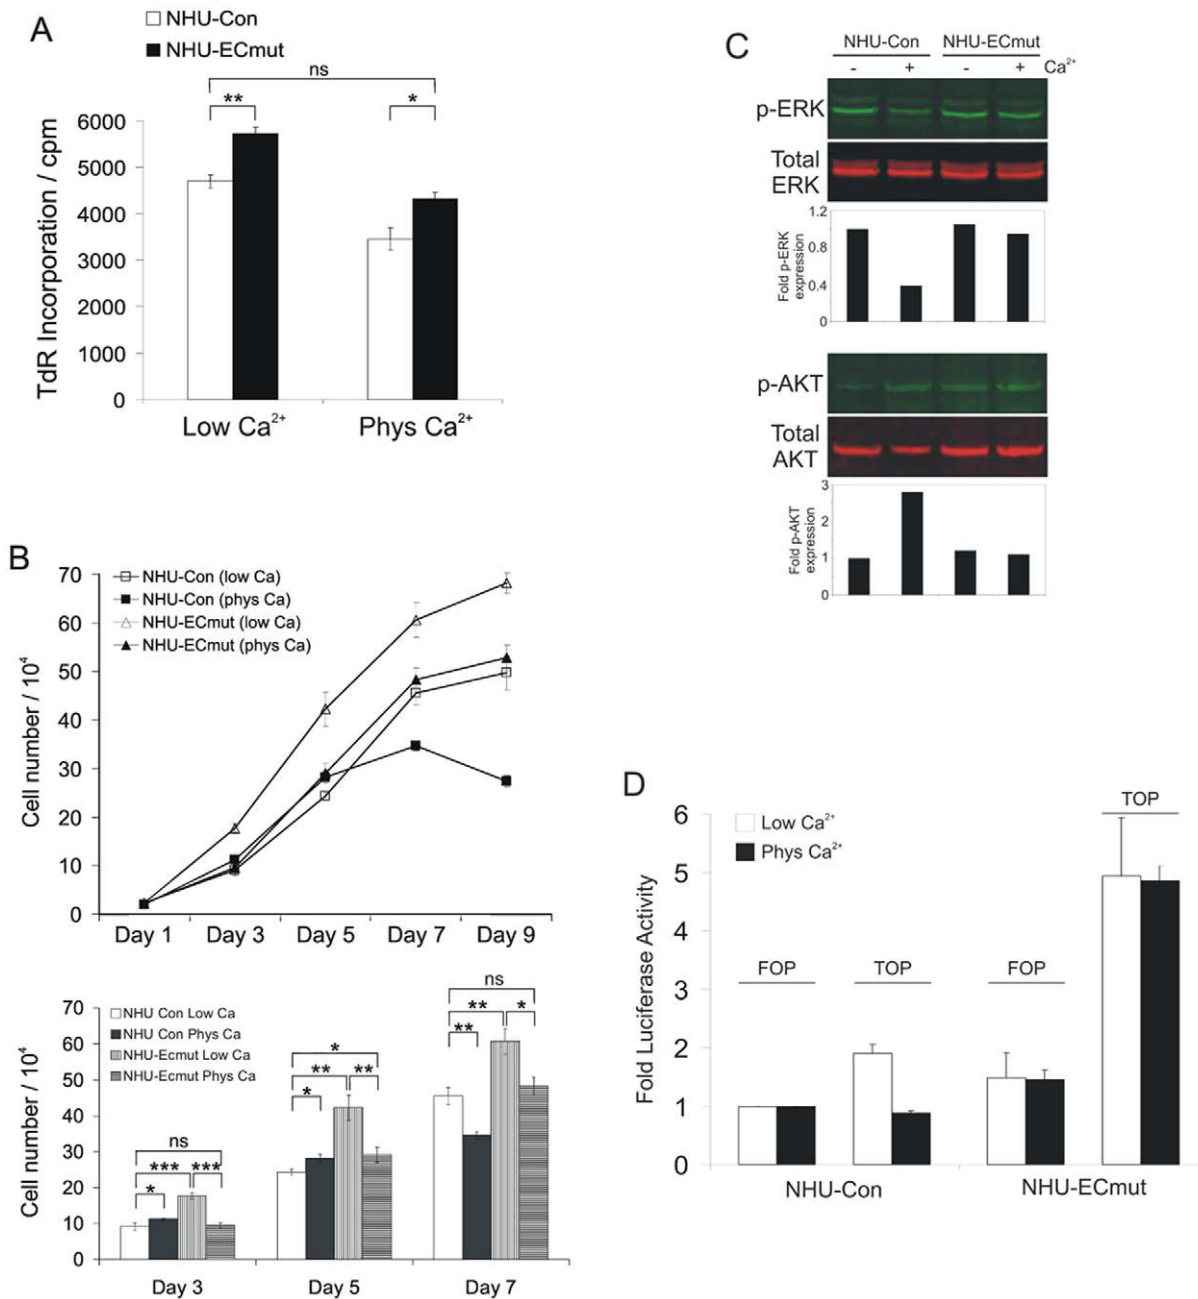 A
NHU-Con
NHU-ECmut
ns
** *
TdR Incorporation / cpm
6000
5000
4000
3000
2000
1000
0
Low Ca²⁺ Phys Ca²⁺
B
NHU-Con (low Ca)
NHU-Con (phys Ca)
NHU-ECmut (low Ca)
NHU-ECmut (phys Ca)
Cell number / 10⁴
70
60
50
40
30
20
10
0
Day 1 Day 3 Day 5 Day 7 Day 9
NHU Con Low Ca
NHU Con Phys Ca
NHU-Ecmut Low Ca
NHU-Ecmut Phys Ca
Cell number / 10⁴
70
60
50
40
30
20
10
0
ns
*** ***
*
*
** **
*
ns
** *
**
Day 3 Day 5 Day 7
C
NHU-Con NHU-ECmut
- + - + Ca²⁺
p-ERK
Total
ERK
Fold p-ERK
expression
1.2
0.8
0.4
0
p-AKT
Total
AKT
Fold p-AKT
expression
3
2
1
0
D
Low Ca²⁺
Phys Ca²⁺
Fold Luciferase Activity
6
5
4
3
2
1
0
FOP TOP FOP TOP
NHU-Con NHU-ECmut